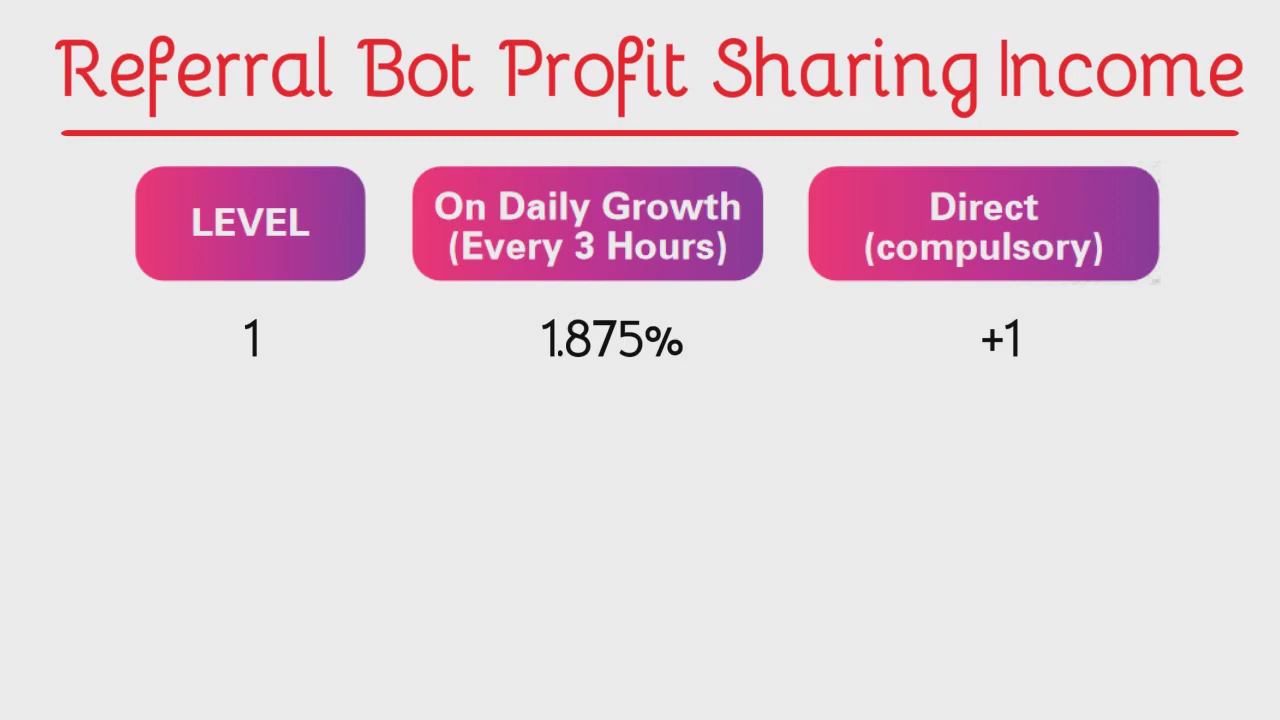 Referral Bot Profit Sharing Income
LEVEL
On Daily Growth
(Every 3 Hours)
Direct
(compulsory)
1
1.875%
+1